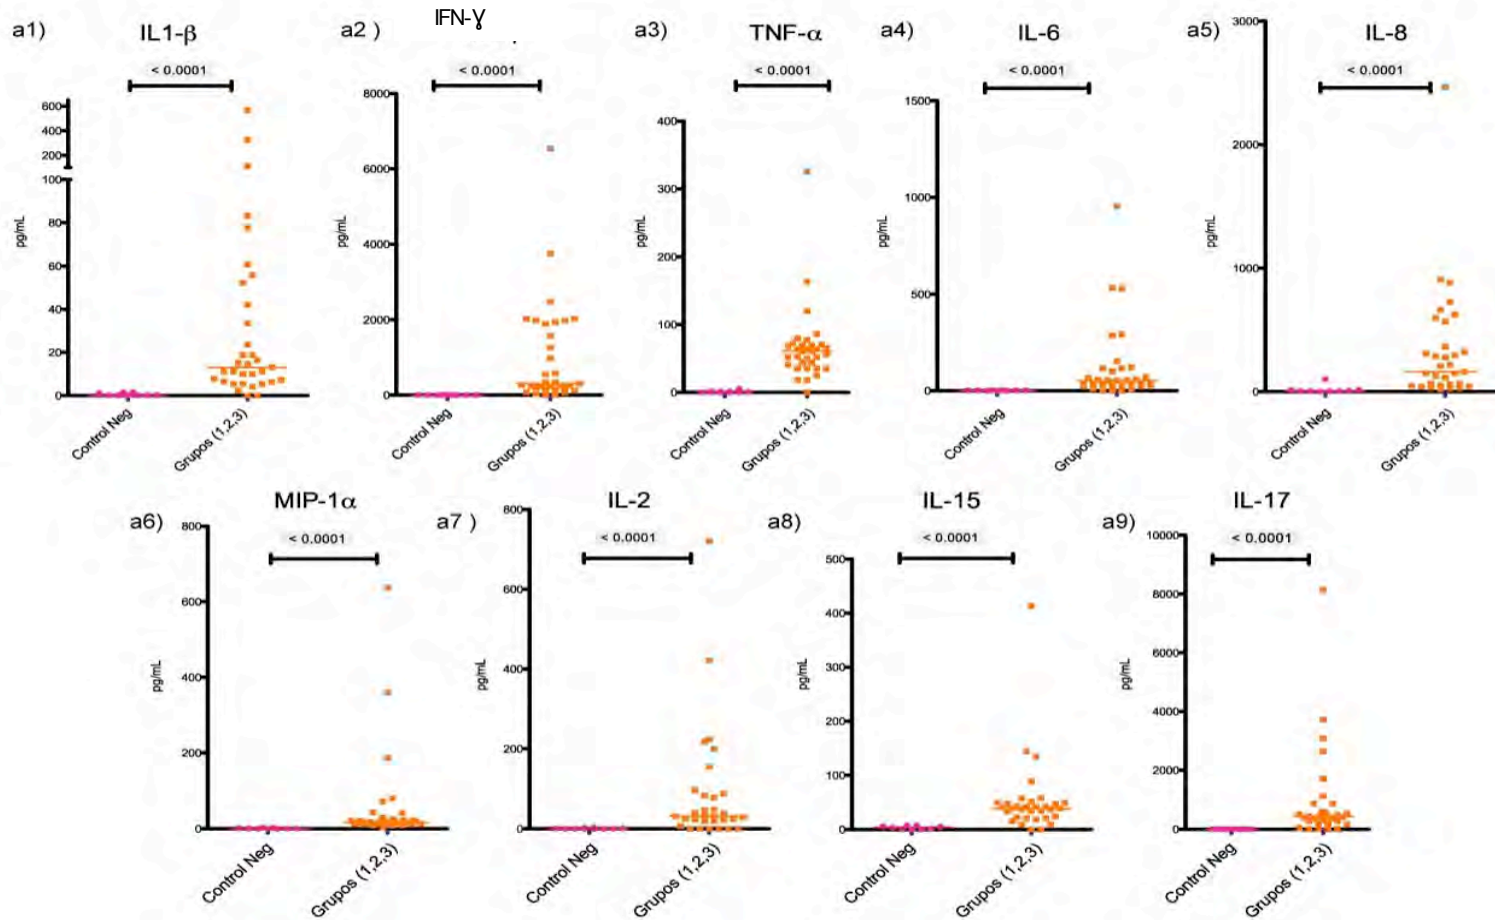 a1) IL1-β
< 0.0001
600
400
200
100
80
60
40
20
0
pg/mL
Control Neg
Grupos (1,2,3)
a2 ) IFN-Ɣ
< 0.0001
8000
6000
4000
2000
0
pg/mL
Control Neg
Grupos (1,2,3)
a3) TNF-α
< 0.0001
400
300
200
100
0
pg/mL
Control Neg
Grupos (1,2,3)
a4) IL-6
< 0.0001
1500
1000
500
0
pg/mL
Control Neg
Grupos (1,2,3)
a5) IL-8
< 0.0001
3000
2000
1000
0
pg/mL
Control Neg
Grupos (1,2,3)
a6) MIP-1α
< 0.0001
800
600
400
200
0
pg/mL
Control Neg
Grupos (1,2,3)
a7 ) IL-2
< 0.0001
800
600
400
200
0
pg/mL
Control Neg
Grupos (1,2,3)
a8) IL-15
< 0.0001
500
400
300
200
100
0
pg/mL
Control Neg
Grupos (1,2,3)
a9) IL-17
< 0.0001
10000
8000
6000
4000
2000
0
pg/mL
Control Neg
Grupos (1,2,3)